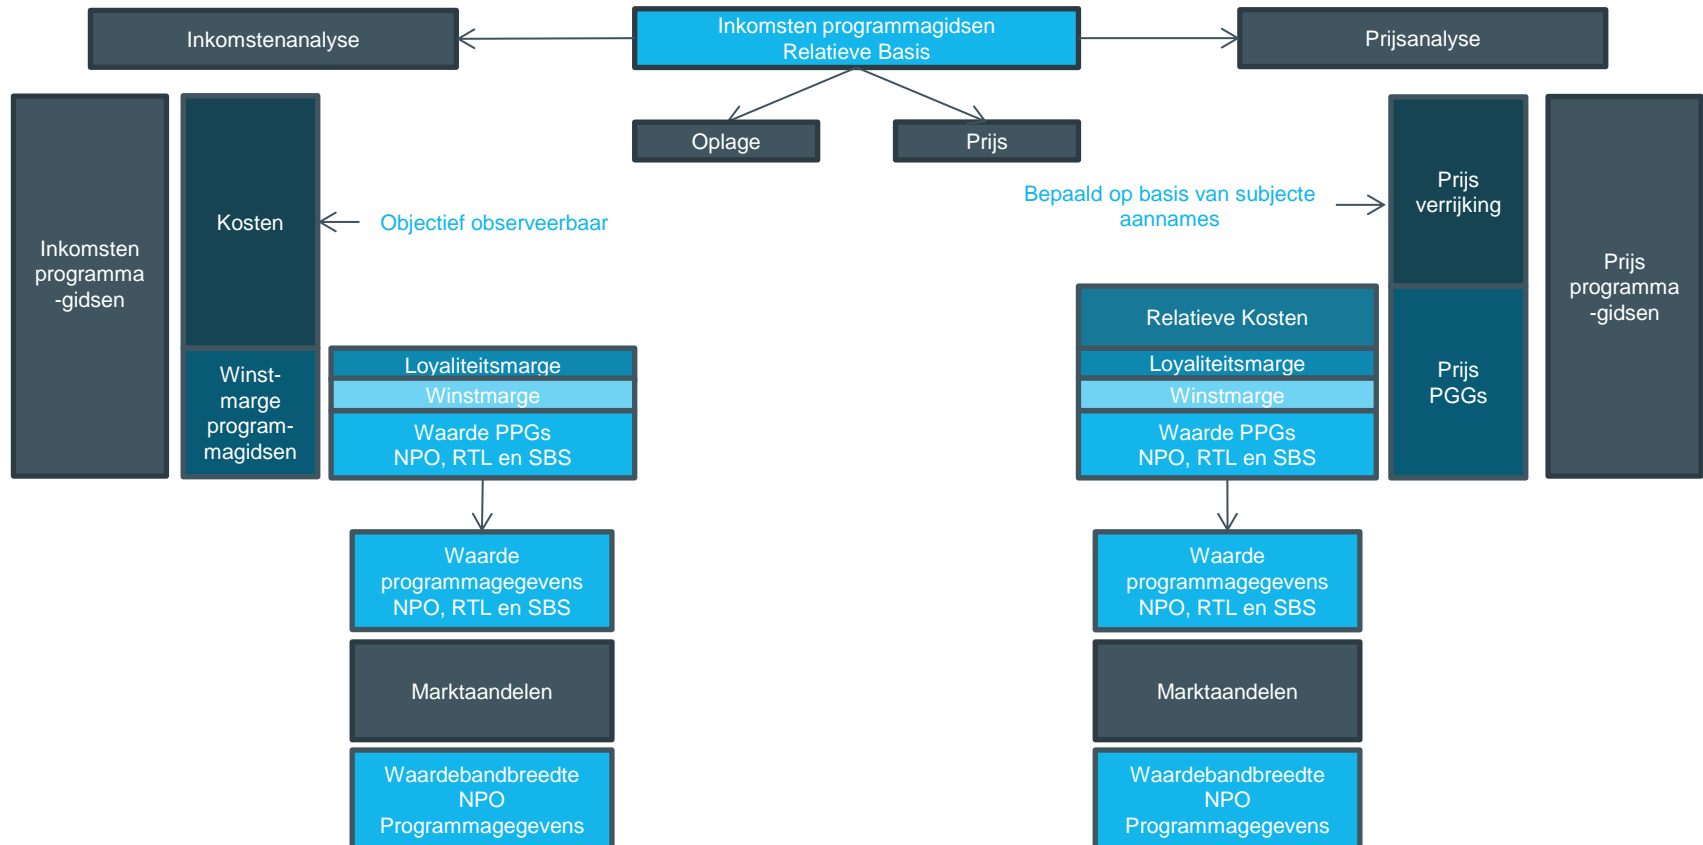 Inkomstenanalyse
Inkomsten programmagidsen
Relatieve Basis
Prijsanalyse
Oplage
Prijs
Inkomsten
programma
-gidsen
Kosten
Objectief observeerbaar
Winst-
marge
program-
magidsen
Loyaliteitsmarge
Winstmarge
Waarde PPGs
NPO, RTL en SBS
Waarde
programmagegevens
NPO, RTL en SBS
Marktaandelen
Waardebandbreedte
NPO
Programmagegevens
Bepaald op basis van subjecte
aannames
Prijs
verrijking
Prijs
programma
-gidsen
Relatieve Kosten
Loyaliteitsmarge
Winstmarge
Waarde PPGs
NPO, RTL en SBS
Prijs
PGGs
Waarde
programmagegevens
NPO, RTL en SBS
Marktaandelen
Waardebandbreedte
NPO
Programmagegevens